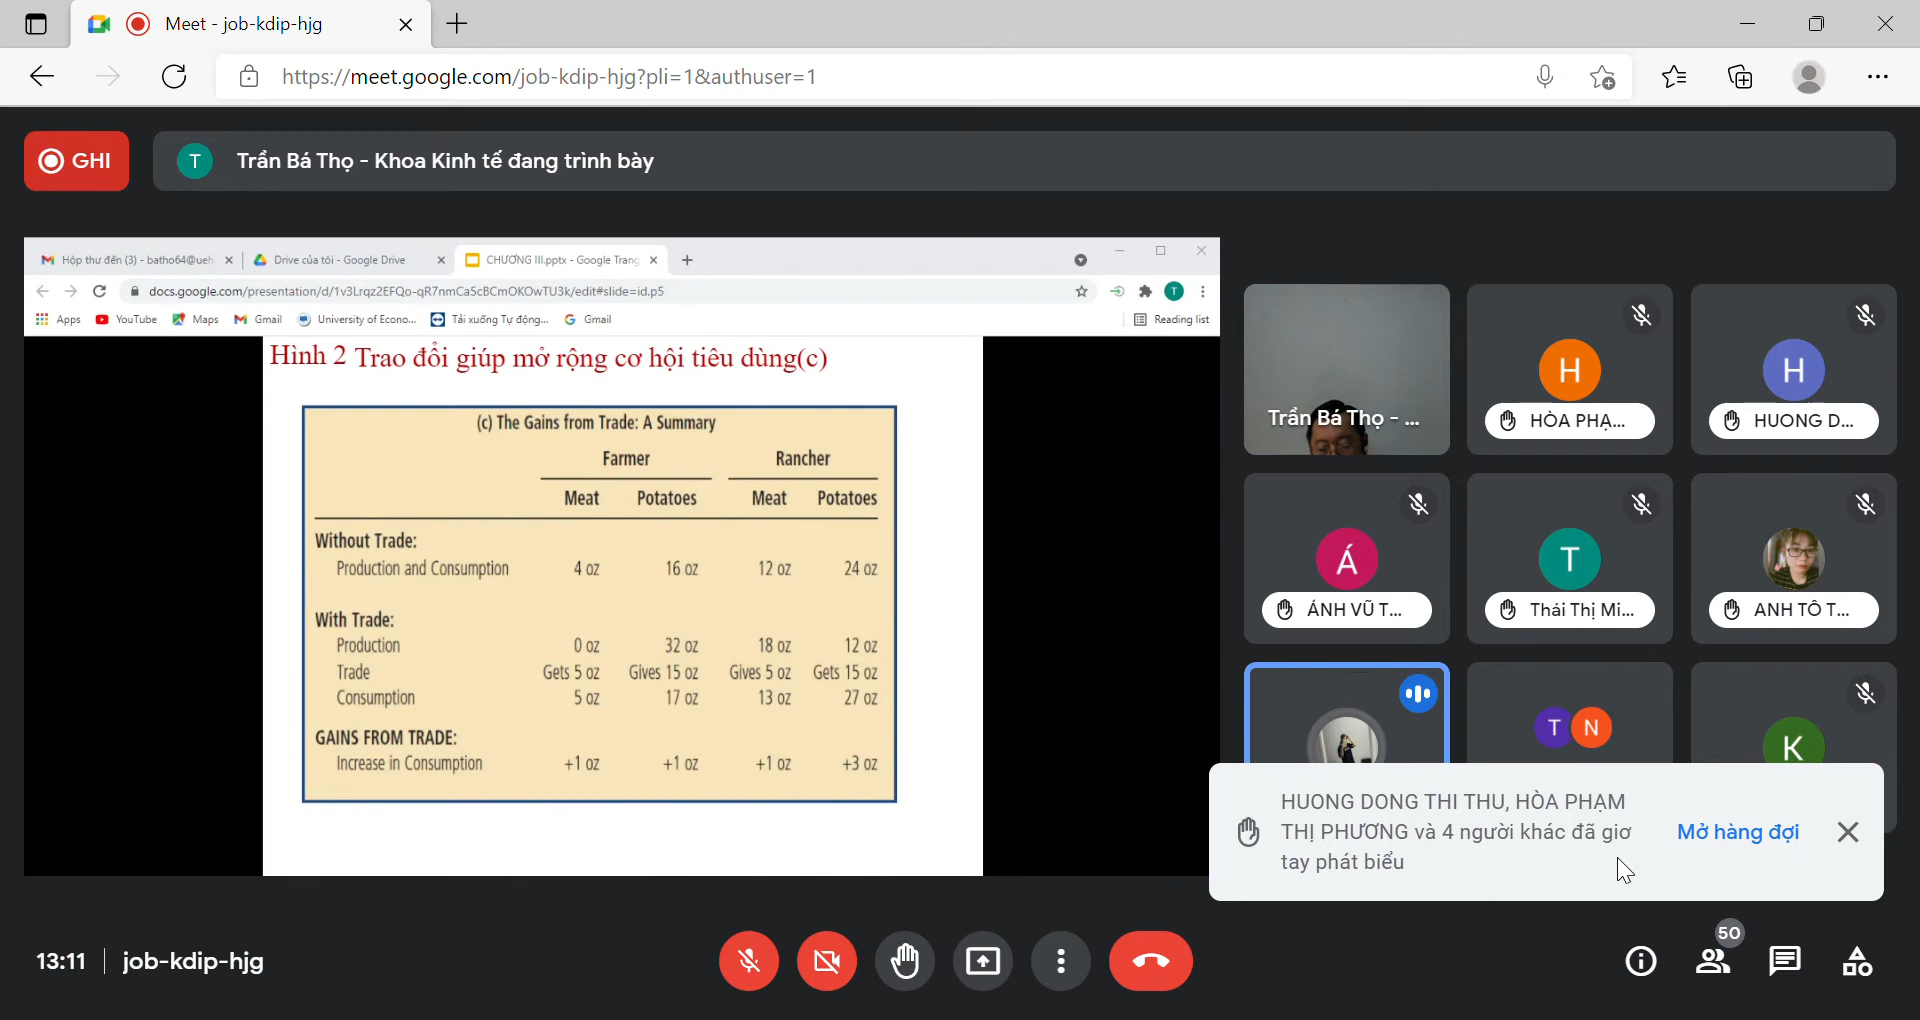 Meet - job-kdip-hjg
https://meet.google.com/job-kdip-hjg?pli=1&authuser=1
GHI
T
Trần Bá Thọ - Khoa Kinh tế đang trình bày
Hộp thư đến (3) - batho64@ueh
Drive của tôi - Google Drive
CHƯƠNG III.pptx - Google Trang
docs.google.com/presentation/d/1v3Lrqz2EFQo-qR7nmCa5cBCmOKOwTU3k/edit#slide=id.p5
T
Apps YouTube Maps Gmail University of Econo... Tải xuống Tự động... Gmail Reading list
Hình 2 Trao đổi giúp mở rộng cơ hội tiêu dùng(c)
(c) The Gains from Trade: A Summary
Farmer Rancher
Meat Potatoes Meat Potatoes
Without Trade:
Production and Consumption 4 oz 16 oz 12 oz 24 oz
With Trade:
Production 0 oz 32 oz 18 oz 12 oz
Trade Gets 5 oz Gives 15 oz Gives 5 oz Gets 15 oz
Consumption 5 oz 17 oz 13 oz 27 oz
GAINS FROM TRADE:
Increase in Consumption +1 oz +1 oz +1 oz +3 oz
Trần Bá Thọ - ...
H
HÒA PHẠ...
H
HUONG D...
Á
ÁNH VŨ T...
T
Thái Thị Mi...
ANH TÔ T...
T N
K
HUONG DONG THI THU, HÒA PHẠM
THỊ PHƯƠNG và 4 người khác đã giơ
tay phát biểu
Mở hàng đợi
13:11 job-kdip-hjg
50